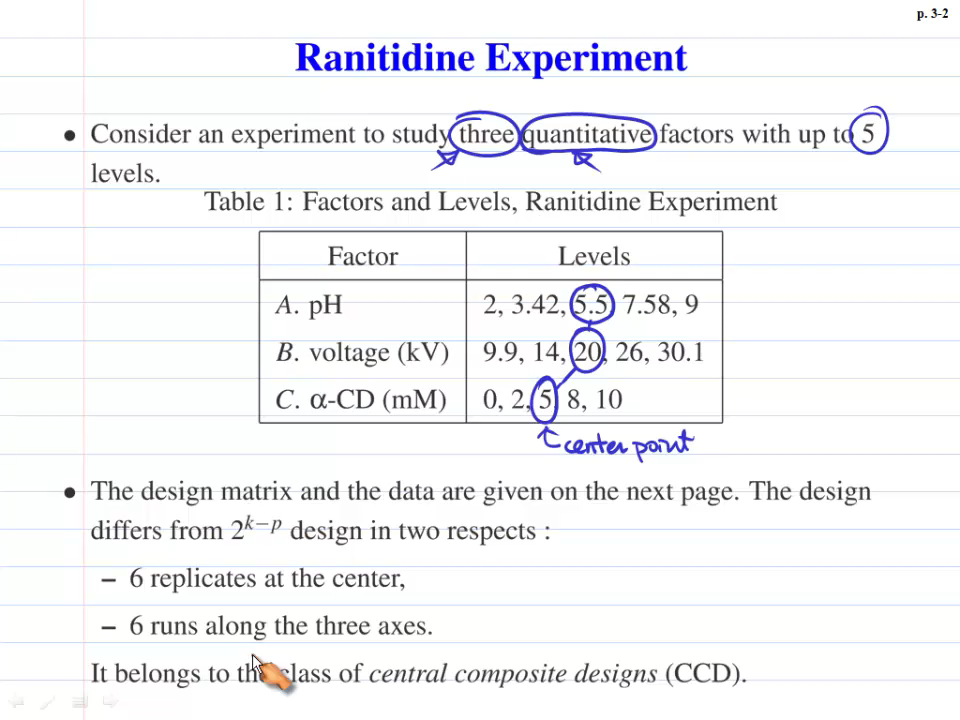 p. 3-2
Ranitidine Experiment
• Consider an experiment to study three quantitative factors with up to 5
levels.
Table 1: Factors and Levels, Ranitidine Experiment
Factor Levels
A. pH 2, 3.42, 5.5, 7.58, 9
B. voltage (kV) 9.9, 14, 20, 26, 30.1
C. α-CD (mM) 0, 2, 5, 8, 10
center point
• The design matrix and the data are given on the next page. The design
differs from 2^{k−p} design in two respects :
– 6 replicates at the center,
– 6 runs along the three axes.
It belongs to the class of central composite designs (CCD).